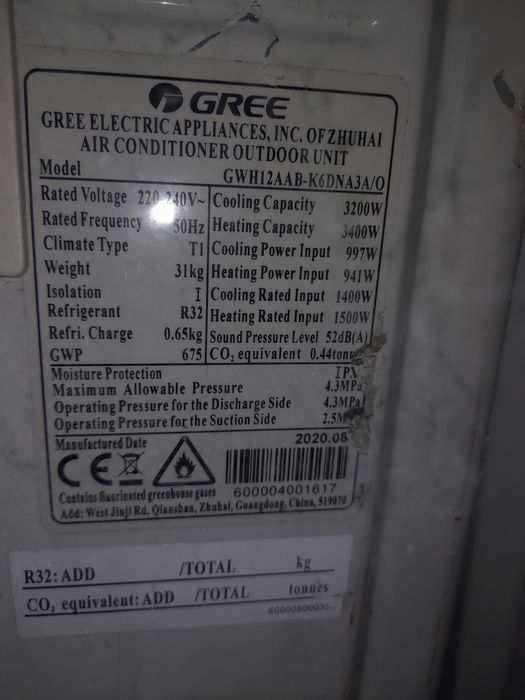 GREE
GREE ELECTRIC APPLIANCES, INC. OF ZHUHAI
AIR CONDITIONER OUTDOOR UNIT
Model GWH12AAB-K6DNA3A/O
Rated Voltage 220-240V~
Rated Frequency 50Hz
Climate Type T1
Weight 31kg
Isolation I
Refrigerant R32
Refri. Charge 0.65kg
GWP 675
Cooling Capacity 3200W
Heating Capacity 3400W
Cooling Power Input 997W
Heating Power Input 941W
Cooling Rated Input 1400W
Heating Rated Input 1500W
Sound Pressure Level 52dB(A)
CO₂ equivalent 0.44tonnes
Moisture Protection
Maximum Allowable Pressure 4.3MPa
Operating Pressure for the Discharge Side 4.3MPa
Operating Pressure for the Suction Side
Manufactured Date 2020.08
CE
Contains fluorinated greenhouse gases 600004001617
Add: West Jinji Rd, Qianshan, Zhuhai, Guangdong, China, 519070
R32: ADD /TOTAL kg
CO₂ equivalent: ADD /TOTAL tonnes